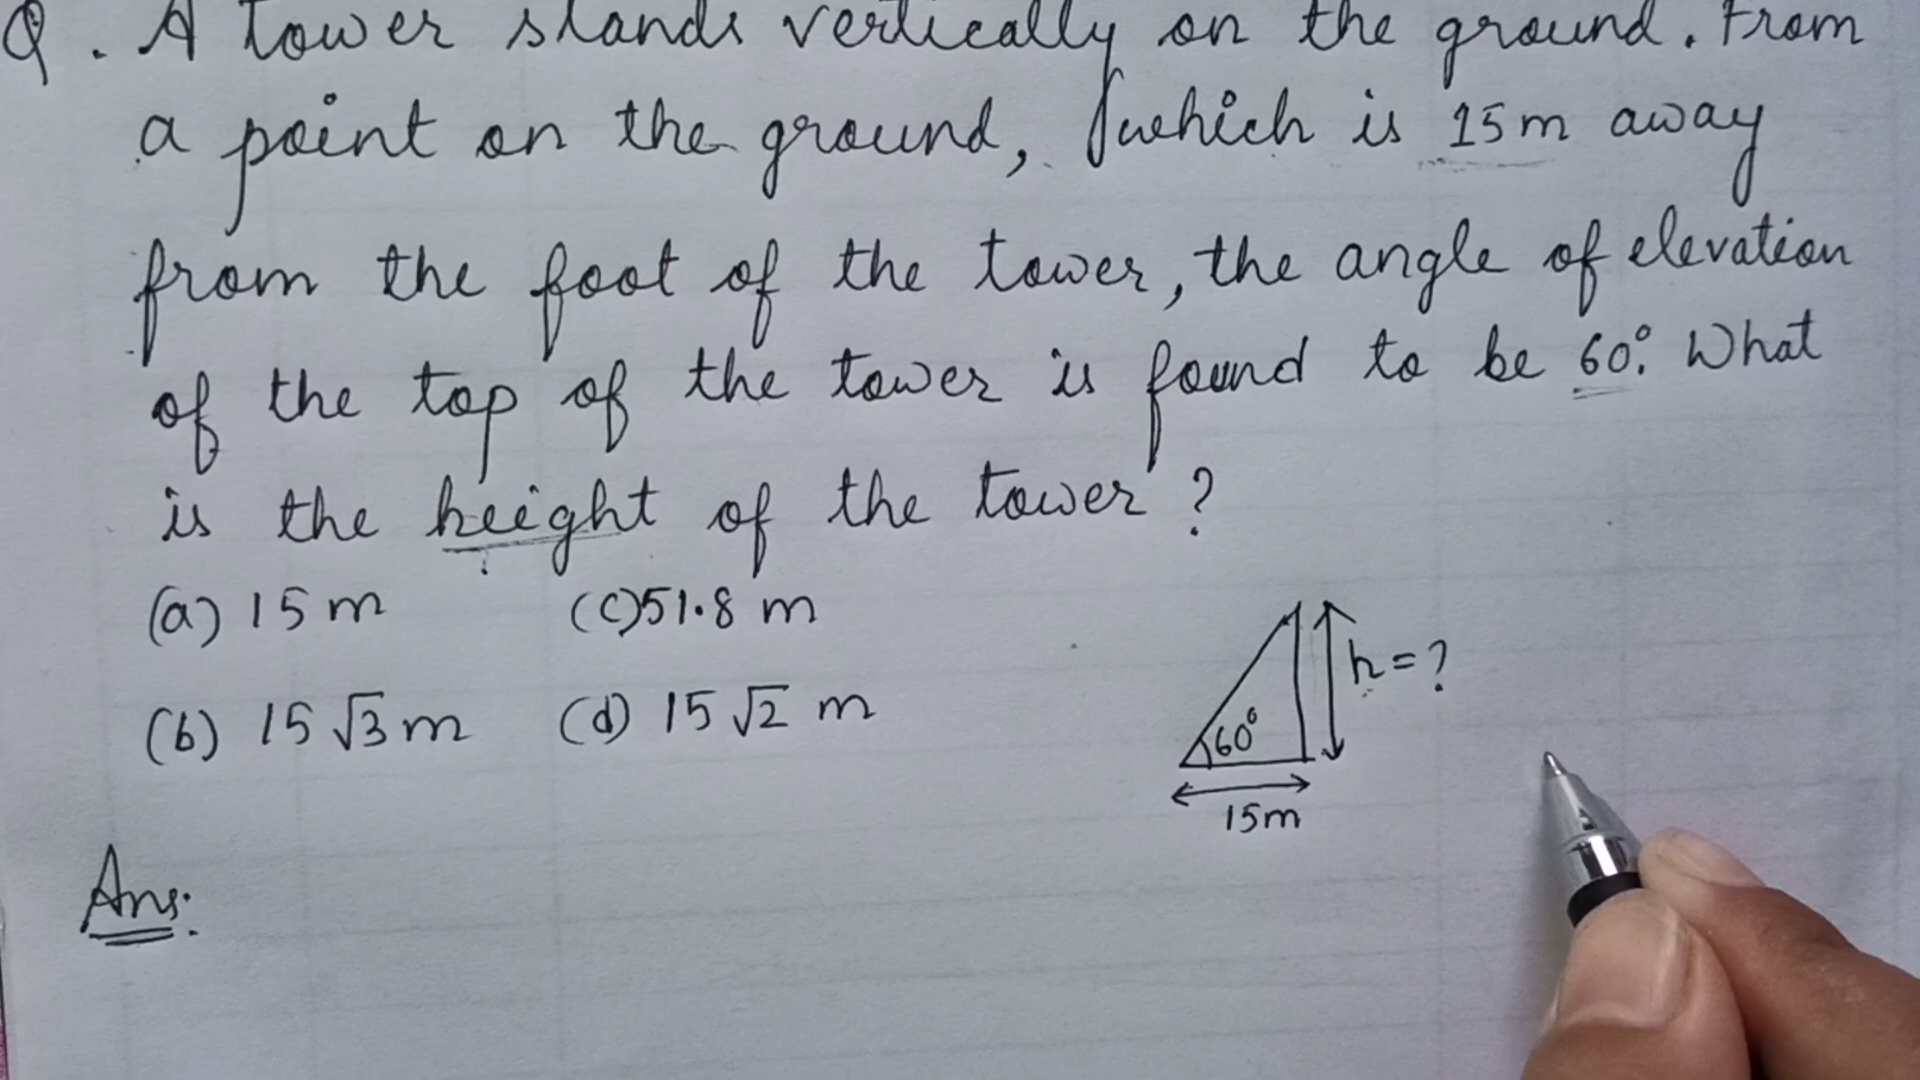 Q. A tower stands vertically on the ground. From
a point on the ground, which is 15m away
from the foot of the tower, the angle of elevation
of the top of the tower is found to be 60°. What
is the height of the tower?
(a) 15 m (c) 51.8 m
(b) 15 √3 m (d) 15 √2 m
h = ?
60°
15m
Ans: